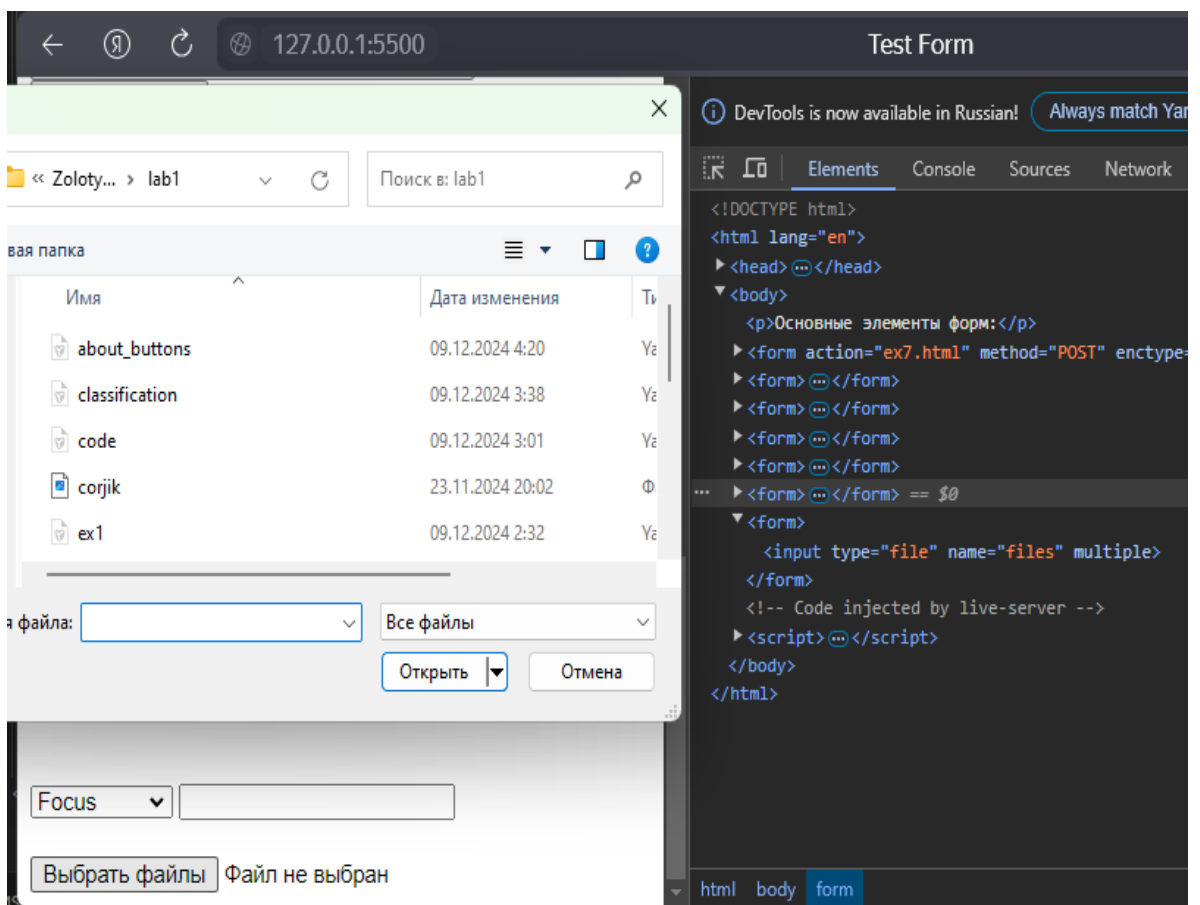 Я 127.0.0.1:5500 Test Form
« Zoloty... › lab1
Поиск в: lab1
вая папка
?
Имя Дата изменения Ти
about_buttons 09.12.2024 4:20 Ya
classification 09.12.2024 3:38 Ya
code 09.12.2024 3:01 Ya
corjik 23.11.2024 20:02 Ф
ex1 09.12.2024 2:32 Ya
я файла: Все файлы
Открыть Отмена
Focus
Выбрать файлы Файл не выбран
DevTools is now available in Russian! Always match Yan
Elements Console Sources Network
<!DOCTYPE html>
<html lang="en">
<head>…</head>
<body>
<p>Основные элементы форм:</p>
<form action="ex7.html" method="POST" enctype=
<form>…</form>
<form>…</form>
<form>…</form>
<form>…</form>
… <form>…</form> == $0
<form>
<input type="file" name="files" multiple>
</form>
<!-- Code injected by live-server -->
<script>…</script>
</body>
</html>
html body form